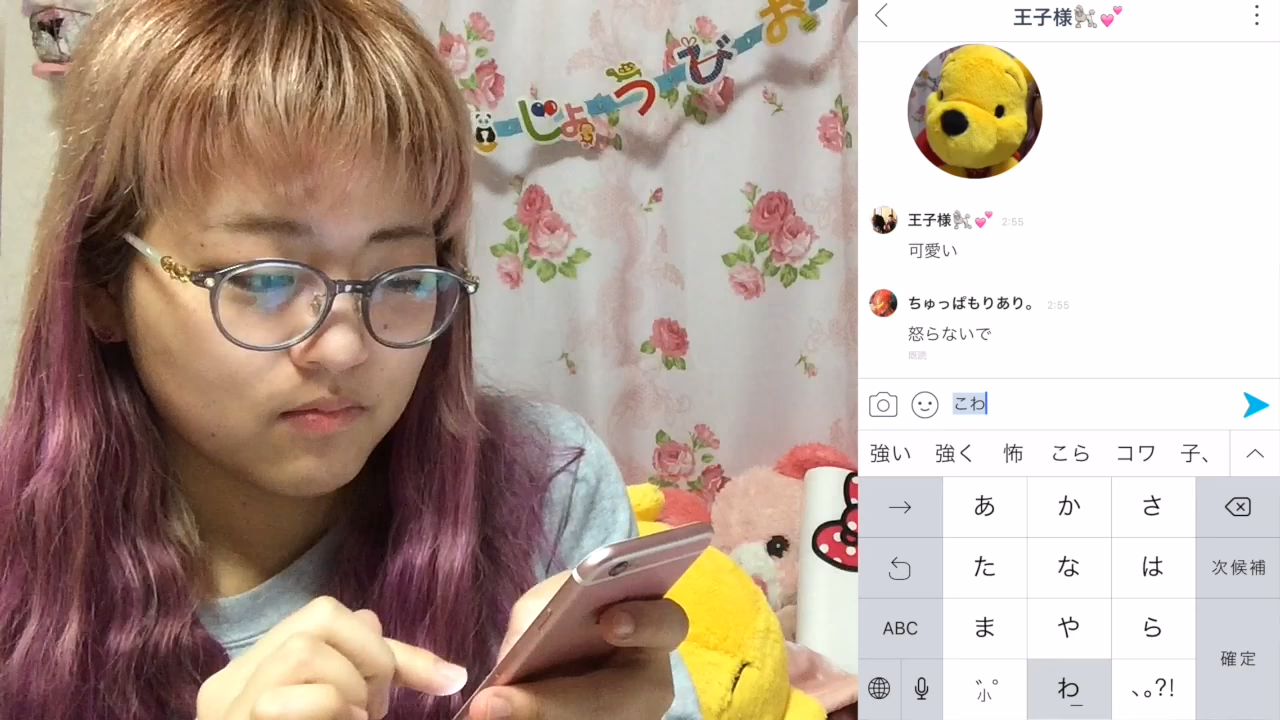 じょうびお
王子様🐩💕
王子様🐩💕 2:55
可愛い
ちゅっぱもりあり。 2:55
怒らないで
既読
こわ
強い 強く 怖 こら コワ 子、
→ あ か さ
た な は 次候補
ABC ま や ら 確定
゛゜小 わ_ 、。?!